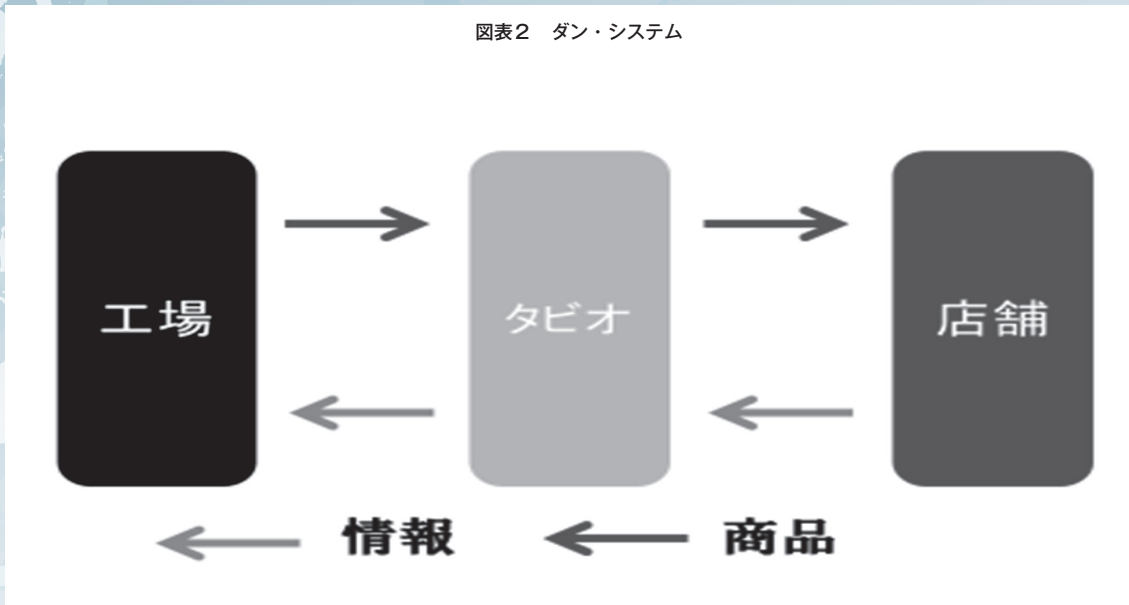 図表2　ダン・システム
工場
タビオ
店舗
情報
商品